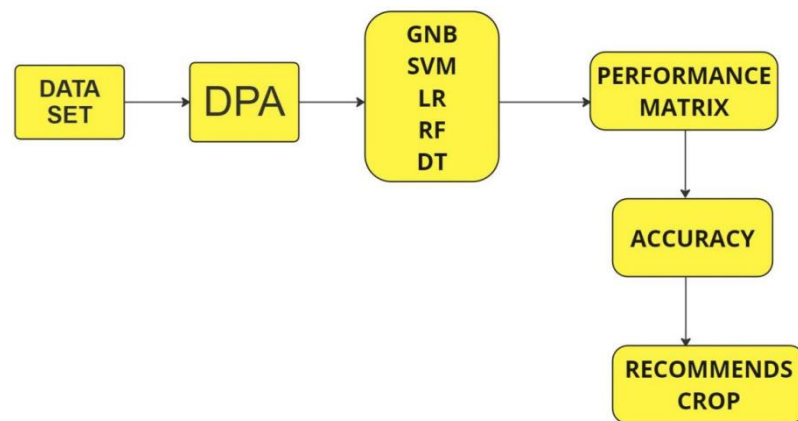 DATA
SET
DPA
GNB
SVM
LR
RF
DT
PERFORMANCE
MATRIX
ACCURACY
RECOMMENDS
CROP